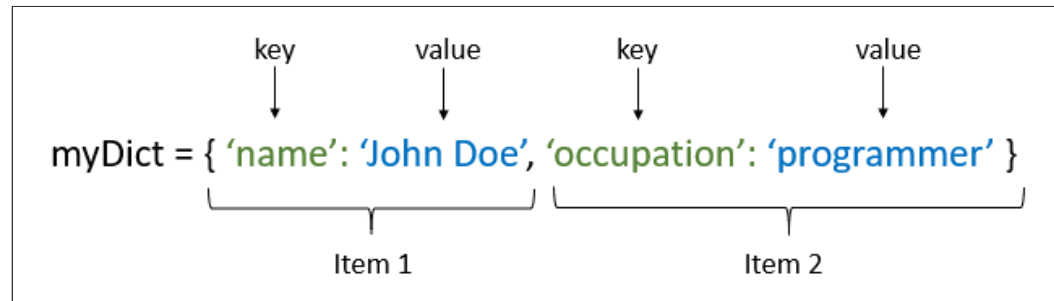 key value key value
myDict = { ‘name’: ‘John Doe’, ‘occupation’: ‘programmer’ }
Item 1 Item 2